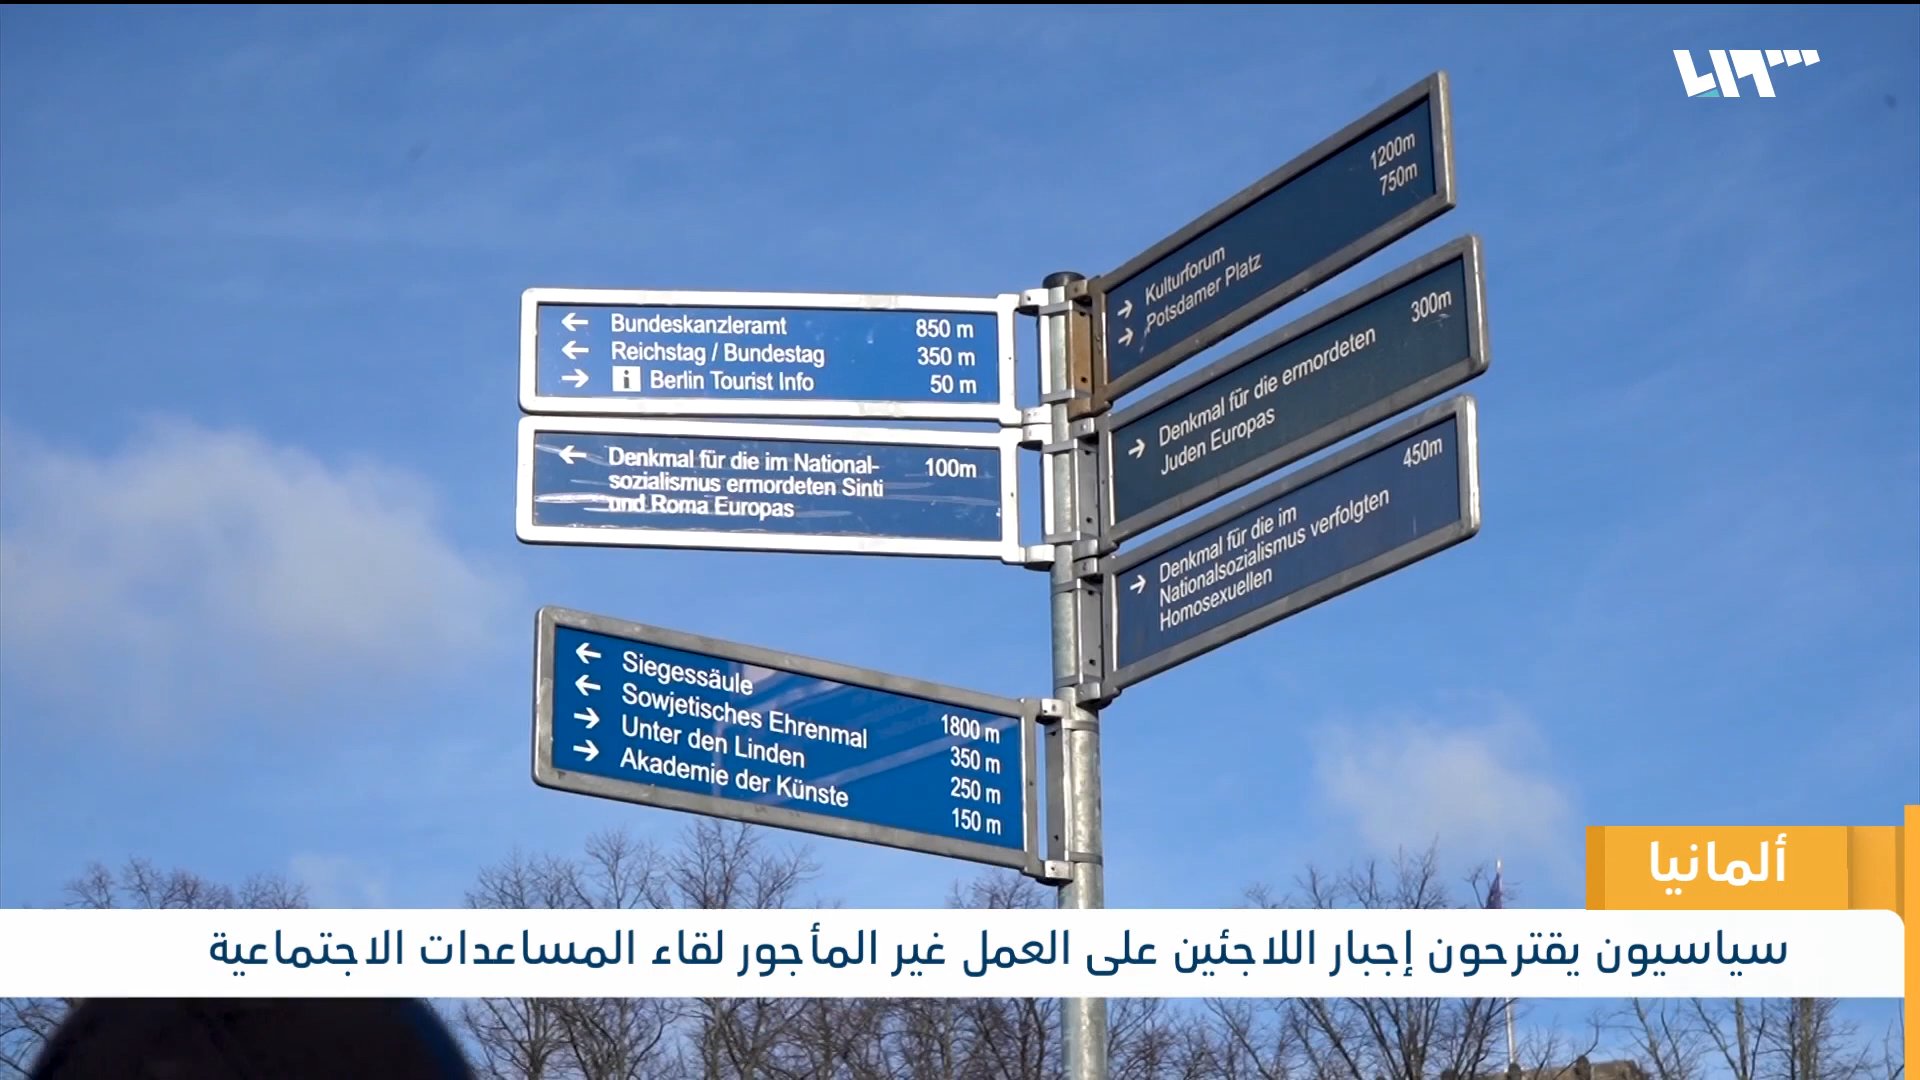 ← Bundeskanzleramt 850 m
← Reichstag / Bundestag 350 m
→ i Berlin Tourist Info 50 m
← Denkmal für die im National- 100m
sozialismus ermordeten Sinti
und Roma Europas
← Siegessäule 1800 m
← Sowjetisches Ehrenmal 350 m
→ Unter den Linden 250 m
→ Akademie der Künste 150 m
→ Kulturforum 1200m
→ Potsdamer Platz 750m
→ Denkmal für die ermordeten 300m
Juden Europas
→ Denkmal für die im 450m
Nationalsozialismus verfolgten
Homosexuellen
ألمانيا
سياسيون يقترحون إجبار اللاجئين على العمل غير المأجور لقاء المساعدات الاجتماعية